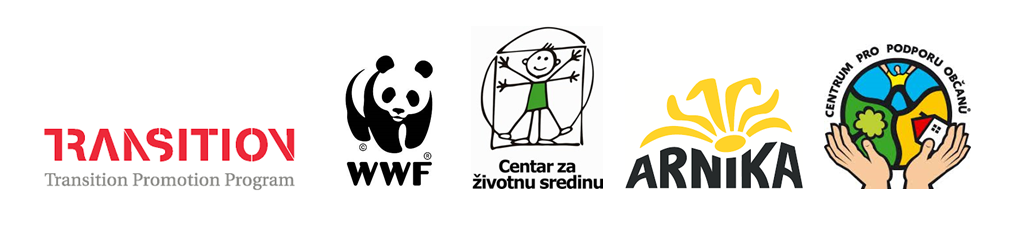 TRANSITION
Transition Promotion Program
©
®
WWF
Centar za
životnu sredinu
ARNIKA
CENTRUM PRO PODPORU OBČANŮ